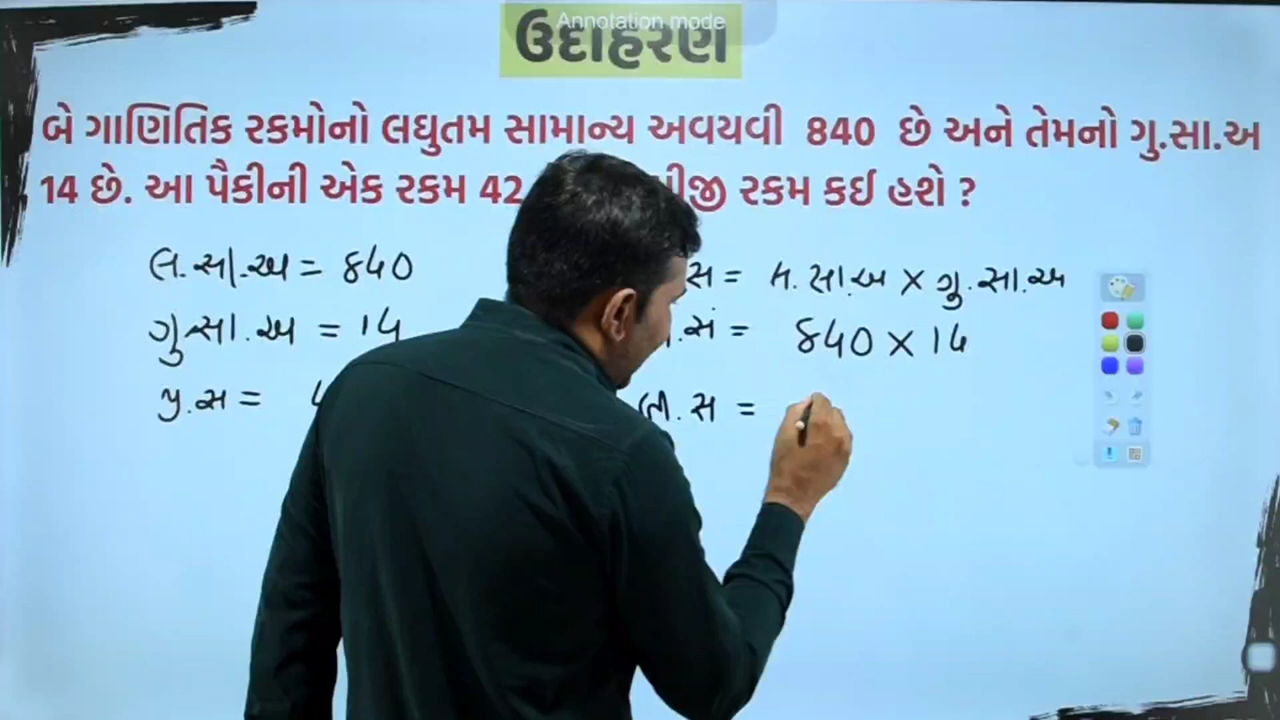 Annotation mode
ઉદાહરણ
બે ગાણિતિક રકમોનો લઘુતમ સામાન્ય અવયવી 840 છે અને તેમનો ગુ.સા.અ
14 છે. આ પૈકીની એક રકમ 42 રકમ કઈ હશે ?
લ.સા.અ = 840
સ = લ.સા.અ × ગુ.સા.અ
ગુ.સા.અ = 14
.સં = 840 × 14
પ્ર.સ =
દ્વિ.સ =